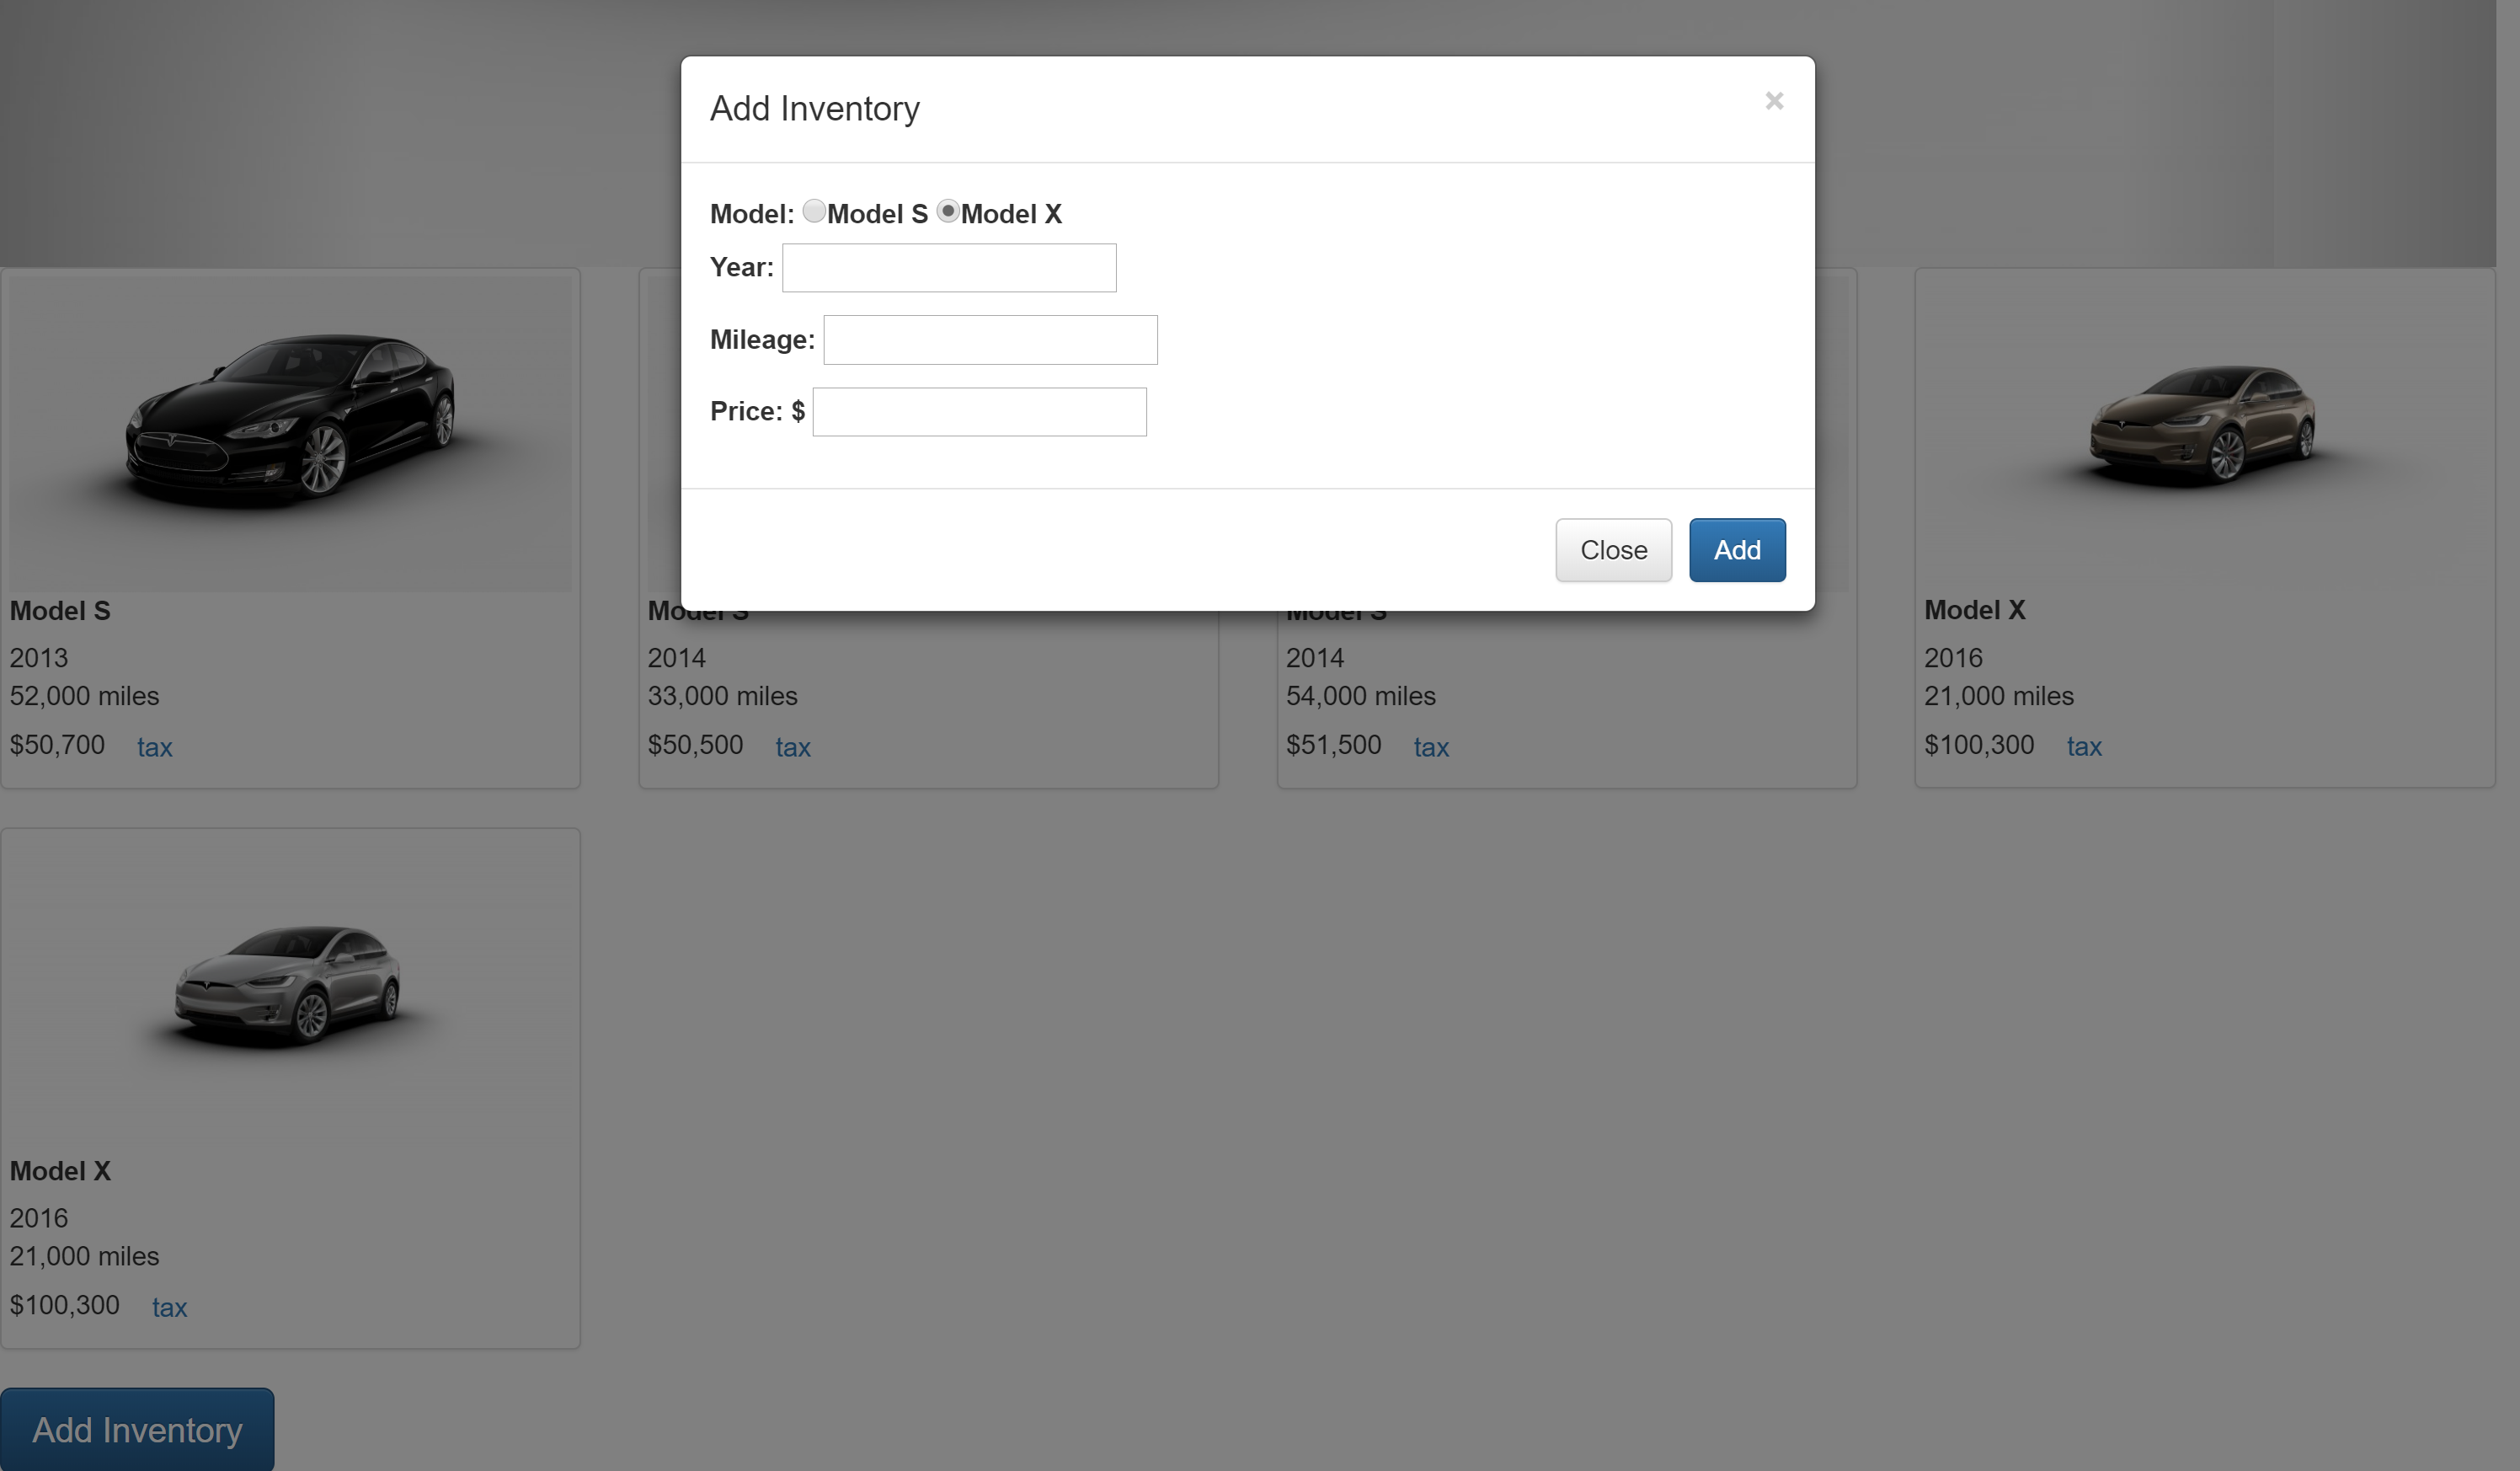 Add Inventory
×
Model: Model S Model X
Year:
Mileage:
Price: $
Close Add
Model S
2013
52,000 miles
$50,700 tax
Model S
2014
33,000 miles
$50,500 tax
Model S
2014
54,000 miles
$51,500 tax
Model X
2016
21,000 miles
$100,300 tax
Model X
2016
21,000 miles
$100,300 tax
Add Inventory